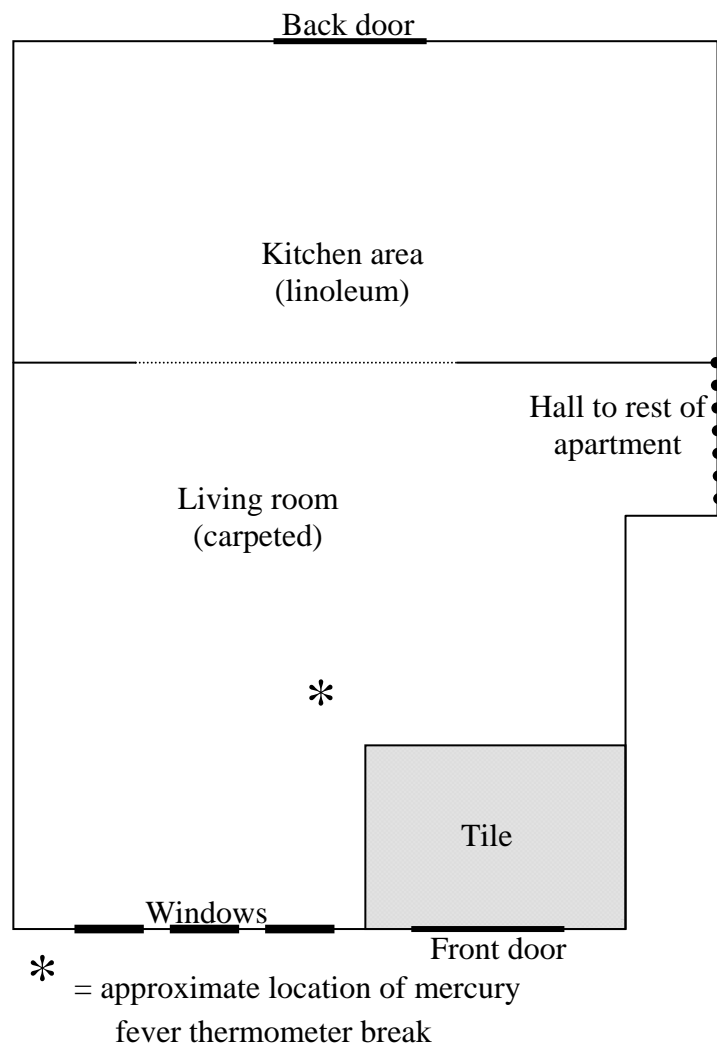 Back door
Kitchen area
(linoleum)
Hall to rest of
apartment
Living room
(carpeted)
*
Tile
Windows
Front door
* = approximate location of mercury
fever thermometer break